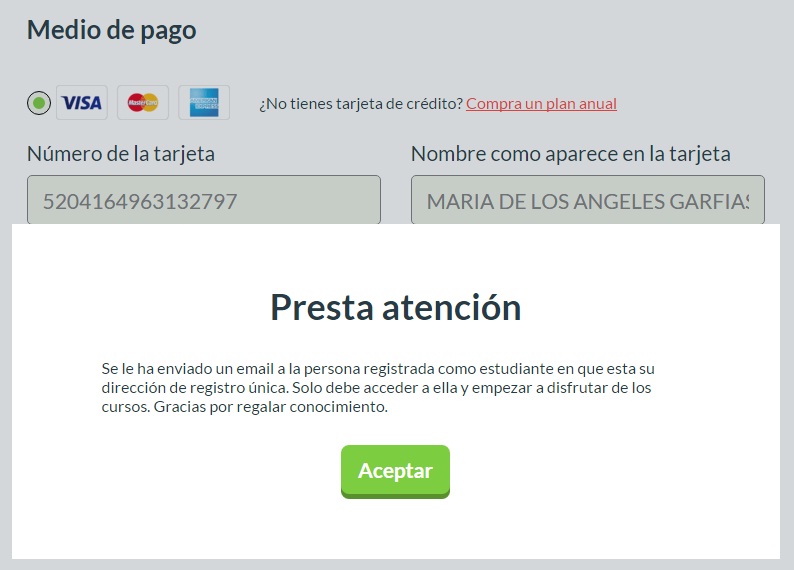 Medio de pago
VISA MasterCard AMERICAN EXPRESS ¿No tienes tarjeta de crédito? Compra un plan anual
Número de la tarjeta Nombre como aparece en la tarjeta
5204164963132797 MARIA DE LOS ANGELES GARFIAS
Presta atención
Se le ha enviado un email a la persona registrada como estudiante en que esta su
dirección de registro única. Solo debe acceder a ella y empezar a disfrutar de los
cursos. Gracias por regalar conocimiento.
Aceptar